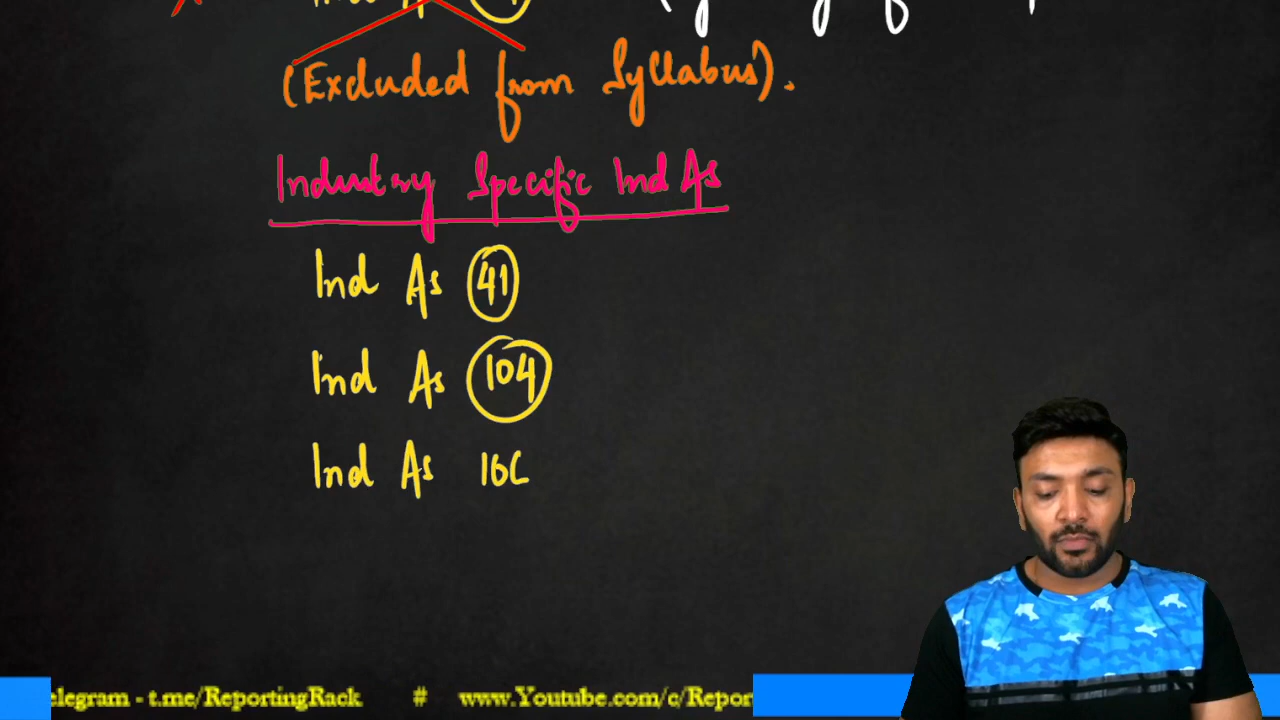 (Excluded from Syllabus).
Industry Specific Ind As
Ind As 41
Ind As 104
Ind As 10
elegram - t.me/ReportingRack # www.Youtube.com/c/Repor